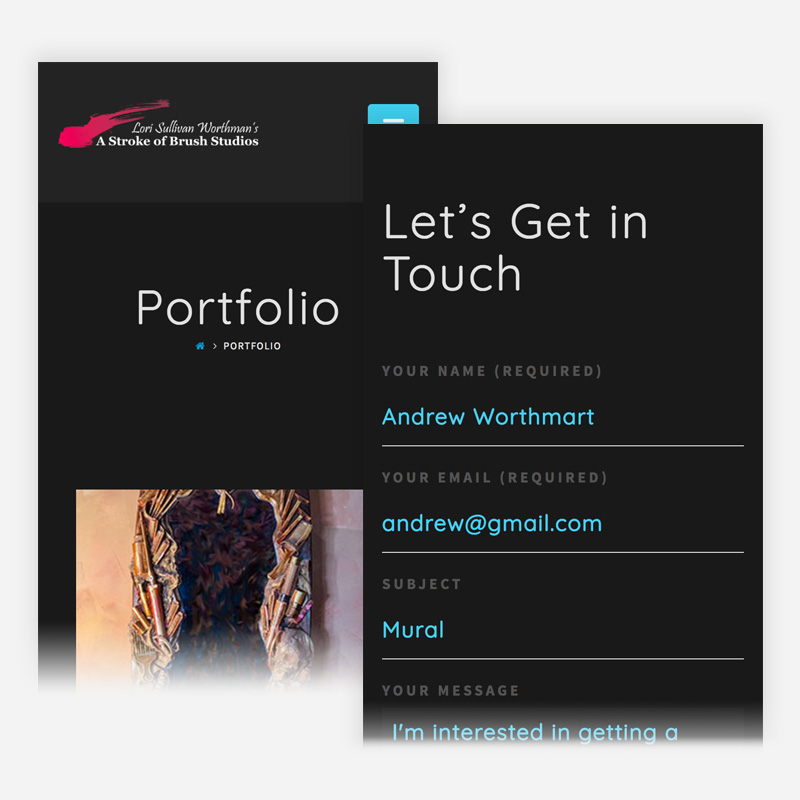 Lori Sullivan Worthman's
A Stroke of Brush Studios
Portfolio
PORTFOLIO
Let’s Get in
Touch
YOUR NAME (REQUIRED)
Andrew Worthmart
YOUR EMAIL (REQUIRED)
andrew@gmail.com
SUBJECT
Mural
YOUR MESSAGE
I'm interested in getting a